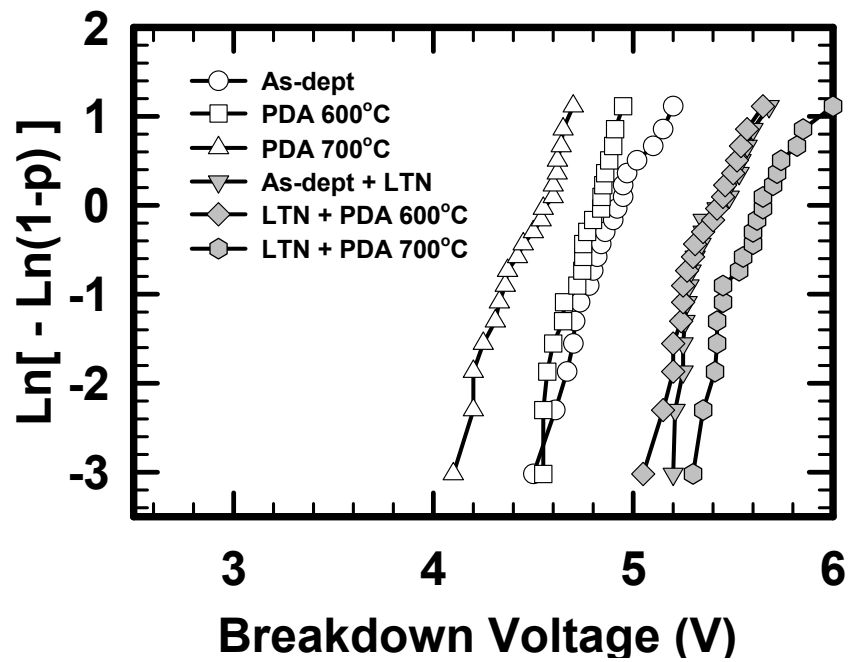 2
1
0
-1
-2
-3
Ln[ - Ln(1-p) ]
As-dept
PDA 600°C
PDA 700°C
As-dept + LTN
LTN + PDA 600°C
LTN + PDA 700°C
3 4 5 6
Breakdown Voltage (V)